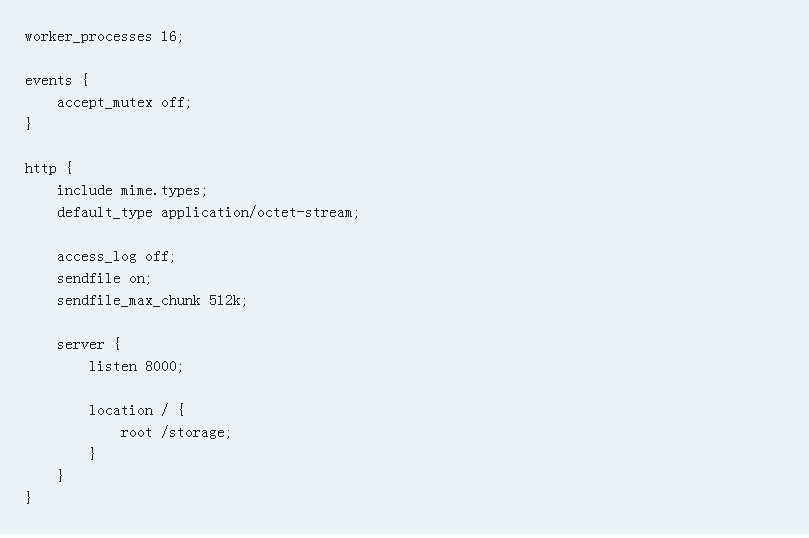 worker_processes 16;
events {
    accept_mutex off;
}
http {
    include mime.types;
    default_type application/octet-stream;
    access_log off;
    sendfile on;
    sendfile_max_chunk 512k;
    server {
        listen 8000;
        location / {
            root /storage;
        }
    }
}